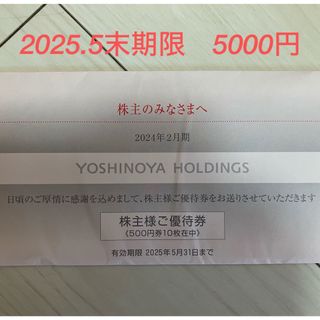 2025.5末期限 5000円
株主のみなさまへ
2024年2月期
YOSHINOYA HOLDINGS
日頃のご厚情に感謝を込めまして、株主様ご優待券をお送りさせていただきます
株主様ご優待券
《500円券10枚在中》
有効期限 2025年5月31日まで